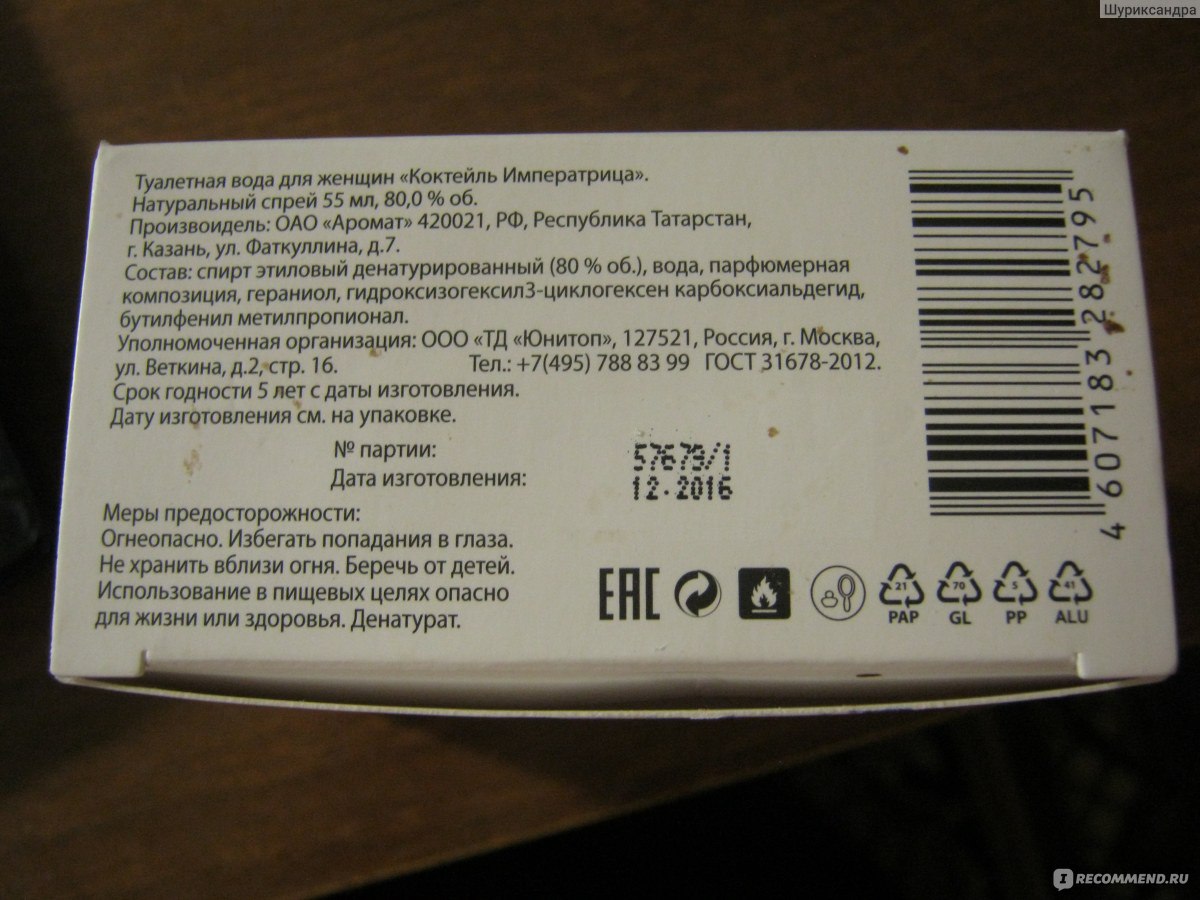 Шуриксандра
Туалетная вода для женщин «Коктейль Императрица».
Натуральный спрей 55 мл, 80,0 % об.
Произвоидель: ОАО «Аромат» 420021, РФ, Республика Татарстан,
г. Казань, ул. Фаткуллина, д.7.
Состав: спирт этиловый денатурированный (80 % об.), вода, парфюмерная
композиция, гераниол, гидроксизогексил3-циклогексен карбоксиальдегид,
бутилфенил метилпропионал.
Уполномоченная организация: ООО «ТД «Юнитоп», 127521, Россия, г. Москва,
ул. Веткина, д.2, стр. 16. Тел.: +7(495) 788 83 99 ГОСТ 31678-2012.
Срок годности 5 лет с даты изготовления.
Дату изготовления см. на упаковке.
№ партии: 57679/1
Дата изготовления: 12.2016
Меры предосторожности:
Огнеопасно. Избегать попадания в глаза.
Не хранить вблизи огня. Беречь от детей.
Использование в пищевых целях опасно
для жизни или здоровья. Денатурат.
4 607183 282795
EAC
21 70 5 41
PAP GL PP ALU
I RECOMMEND.RU